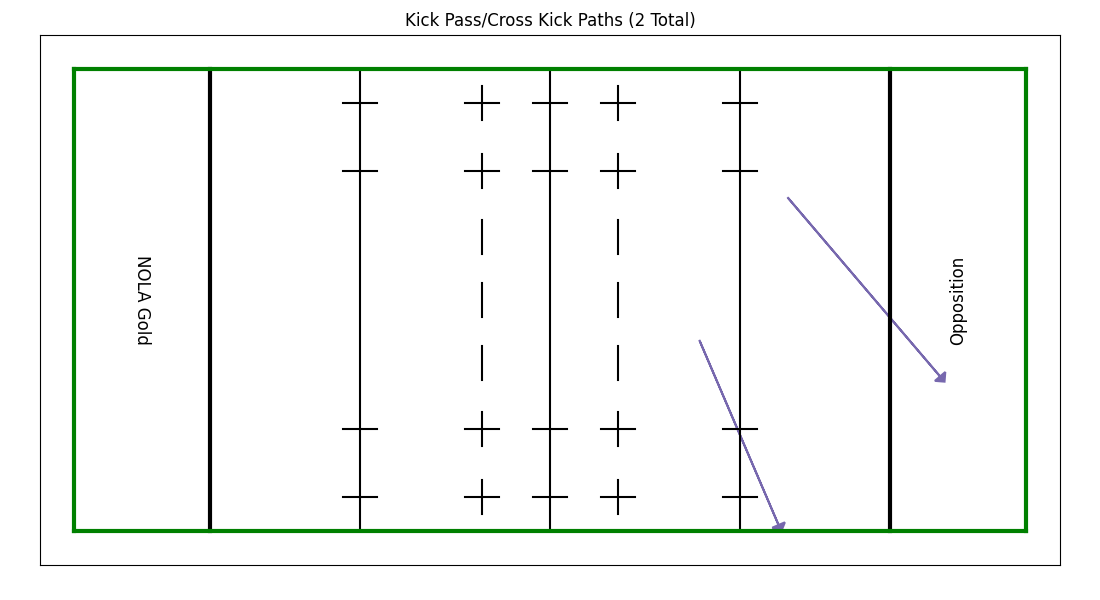 Kick Pass/Cross Kick Paths (2 Total)
NOLA Gold
Opposition